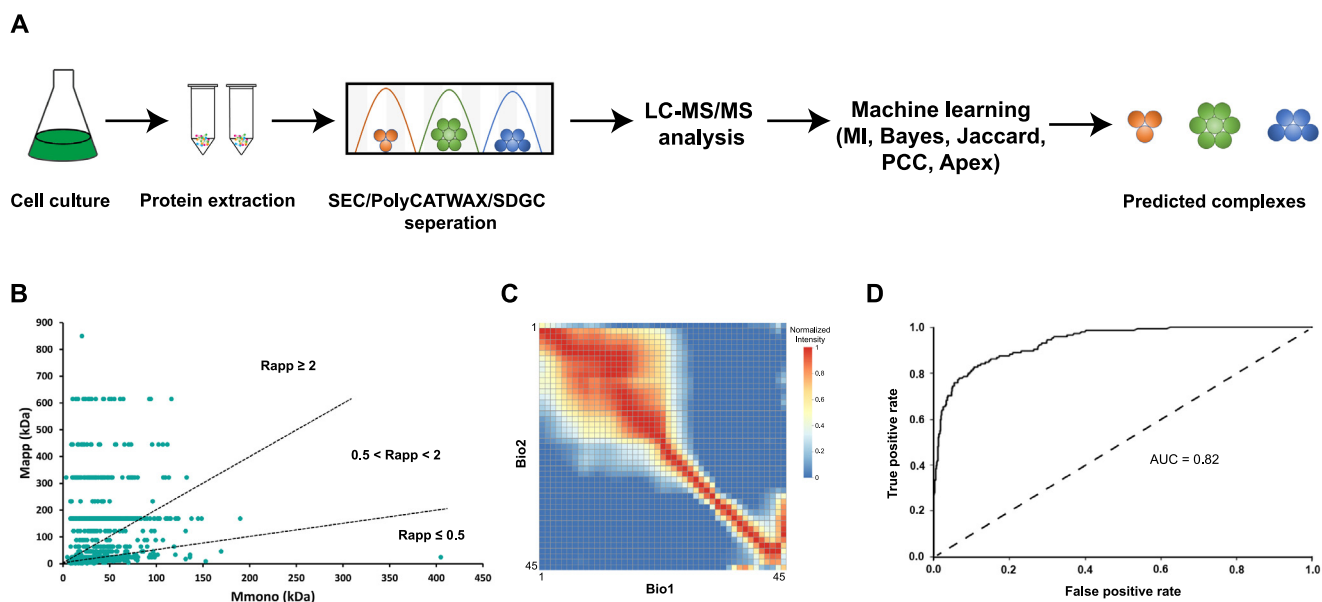 A
Cell culture
Protein extraction
SEC/PolyCATWAX/SDGC
seperation
LC-MS/MS
analysis
Machine learning
(MI, Bayes, Jaccard,
PCC, Apex)
Predicted complexes
B
Mapp (kDa)
900
800
700
600
500
400
300
200
100
0
Rapp ≥ 2
0.5 < Rapp < 2
Rapp ≤ 0.5
0 50 100 150 200 250 300 350 400 450
Mmono (kDa)
C
1
Bio2
45
1 45
Bio1
Normalized
Intensity
1
0.8
0.6
0.4
0.2
0
D
True positive rate
1.0
0.8
0.6
0.4
0.2
0.0
AUC = 0.82
0.0 0.2 0.4 0.6 0.8 1.0
False positive rate